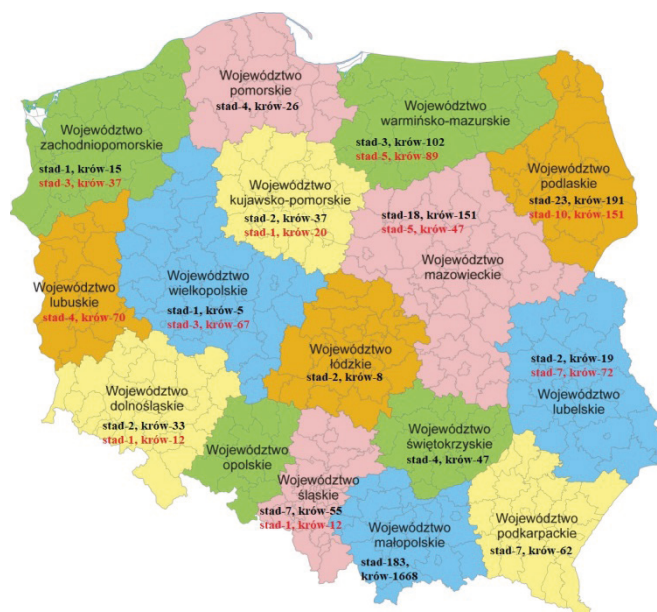 Województwo
pomorskie
stad-4, krów-26
Województwo
warmińsko-mazurskie
stad-3, krów-102
stad-5, krów-89
Województwo
zachodniopomorskie
stad-1, krów-15
stad-3, krów-37
Województwo
podlaskie
stad-23, krów-191
stad-10, krów-151
Województwo
kujawsko-pomorskie
stad-2, krów-37
stad-1, krów-20
stad-18, krów-151
stad-5, krów-47
Województwo
mazowieckie
Województwo
lubuskie
stad-4, krów-70
Województwo
wielkopolskie
stad-1, krów-5
stad-3, krów-67
Województwo
łódzkie
stad-2, krów-8
stad-2, krów-19
stad-7, krów-72
Województwo
lubelskie
Województwo
dolnośląskie
stad-2, krów-33
stad-1, krów-12
Województwo
opolskie
Województwo
śląskie
stad-7, krów-55
stad-1, krów-12
Województwo
świętokrzyskie
stad-4, krów-47
Województwo
małopolskie
stad-183,
krów-1668
Województwo
podkarpackie
stad-7, krów-62